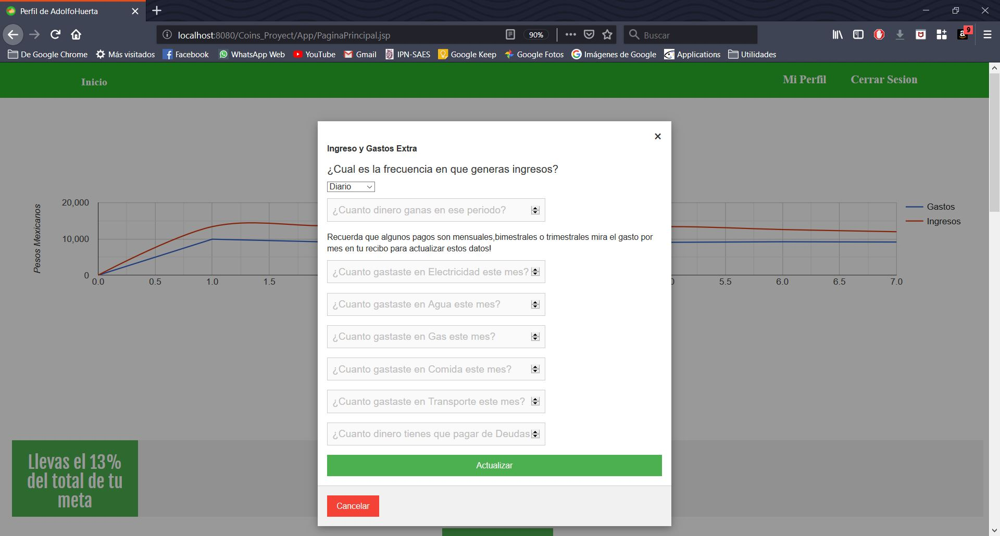 Perfil de AdolfoHuerta
localhost:8080/Coins_Proyect/App/PaginaPrincipal.jsp
90%
Buscar
9
De Google Chrome
Más visitados
Facebook
WhatsApp Web
YouTube
Gmail
IPN-SAES
Google Keep
Google Fotos
Imágenes de Google
Applications
Utilidades
Inicio
Mi Perfil
Cerrar Sesion
Ingreso y Gastos Extra
¿Cual es la frecuencia en que generas ingresos?
Diario
¿Cuanto dinero ganas en ese periodo?
Recuerda que algunos pagos son mensuales,bimestrales o trimestrales mira el gasto por
mes en tu recibo para actualizar estos datos!
¿Cuanto gastaste en Electricidad este mes?
¿Cuanto gastaste en Agua este mes?
¿Cuanto gastaste en Gas este mes?
¿Cuanto gastaste en Comida este mes?
¿Cuanto gastaste en Transporte este mes?
¿Cuanto dinero tienes que pagar de Deudas
Actualizar
Cancelar
Pesos Mexicanos
20,000
10,000
0
0.0
0.5
1.0
1.5
5.5
6.0
6.5
7.0
Gastos
Ingresos
Llevas el 13%
del total de tu
meta